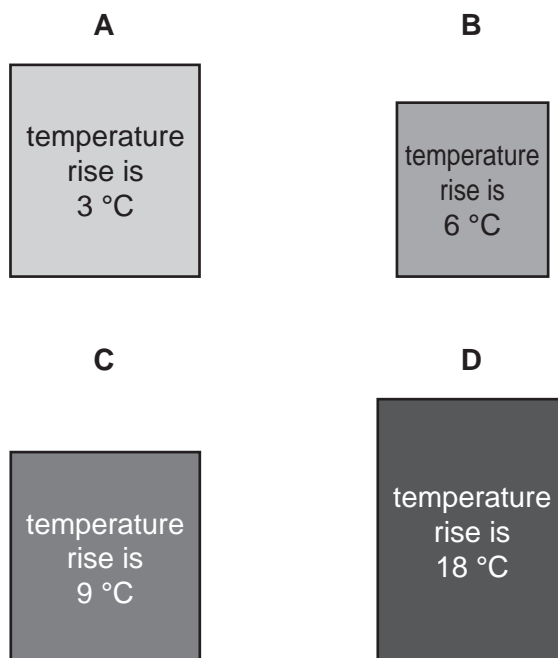 A
temperature
rise is
3 °C
B
temperature
rise is
6 °C
C
temperature
rise is
9 °C
D
temperature
rise is
18 °C